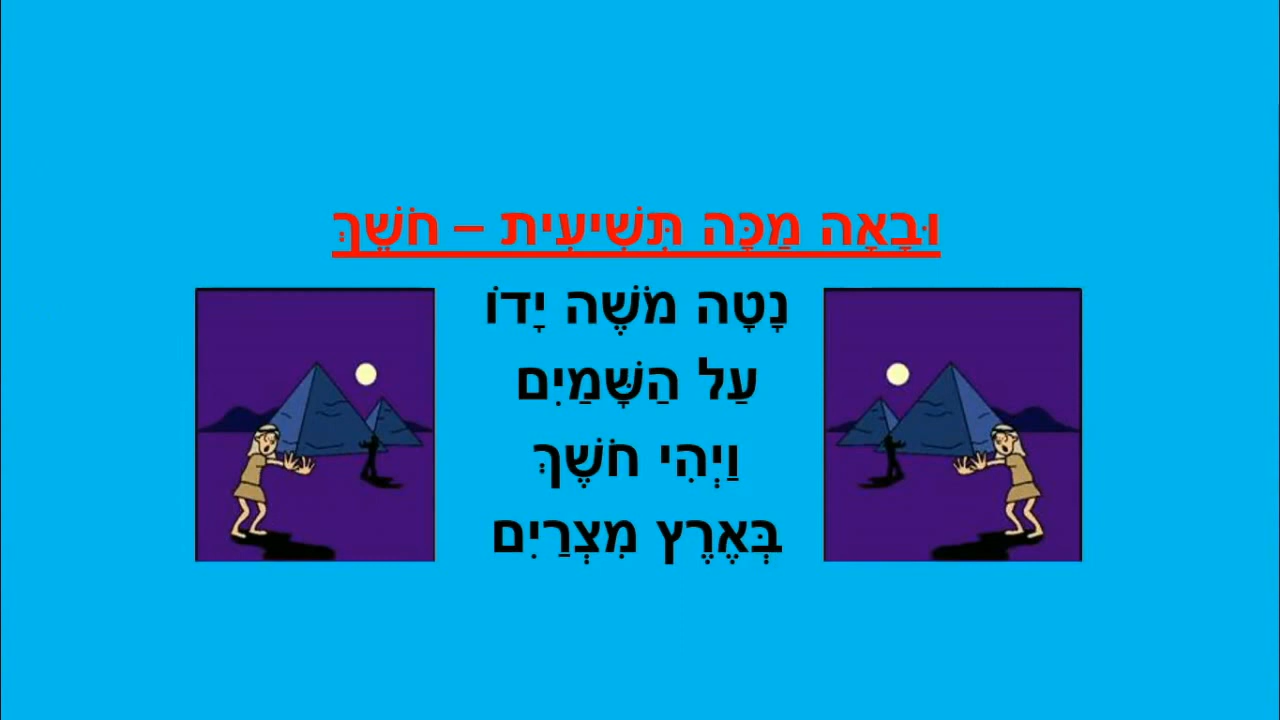 וּבָאָה מַכָּה תְּשִׁיעִית – חֹשֶׁךְ
נָטָה מֹשֶׁה יָדוֹ
עַל הַשָּׁמַיִם
וַיְהִי חֹשֶׁךְ
בְּאֶרֶץ מִצְרַיִם